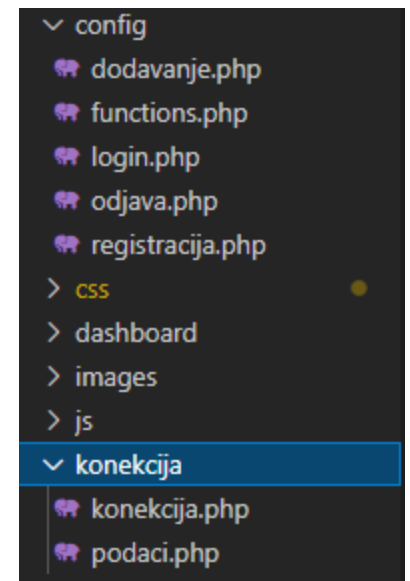 config
dodavanje.php
functions.php
login.php
odjava.php
registracija.php
css
dashboard
images
js
konekcija
konekcija.php
podaci.php